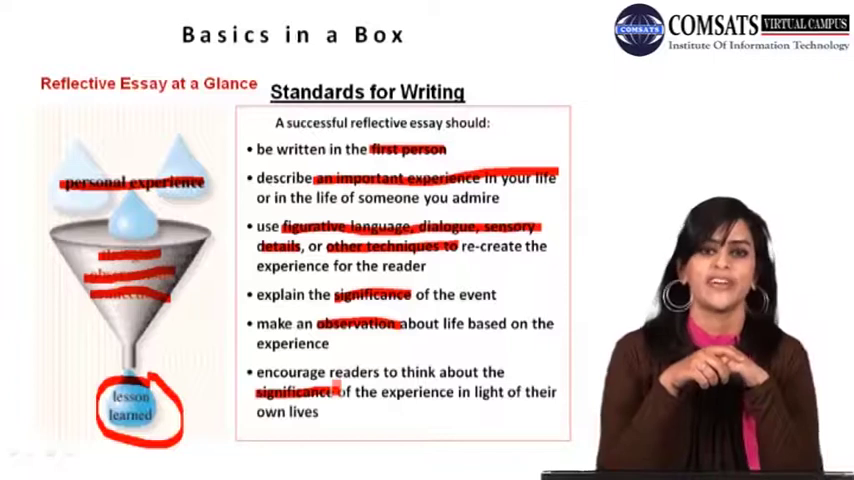 Basics in a Box
COMSATS VIRTUAL CAMPUS
COMSATS
Institute Of Information Technology
Reflective Essay at a Glance
Standards for Writing
A successful reflective essay should:
• be written in the first person
• describe an important experience in your life
or in the life of someone you admire
• use figurative language, dialogue, sensory
details, or other techniques to re-create the
experience for the reader
• explain the significance of the event
• make an observation about life based on the
experience
• encourage readers to think about the
significance of the experience in light of their
own lives
personal experience
lesson
learned